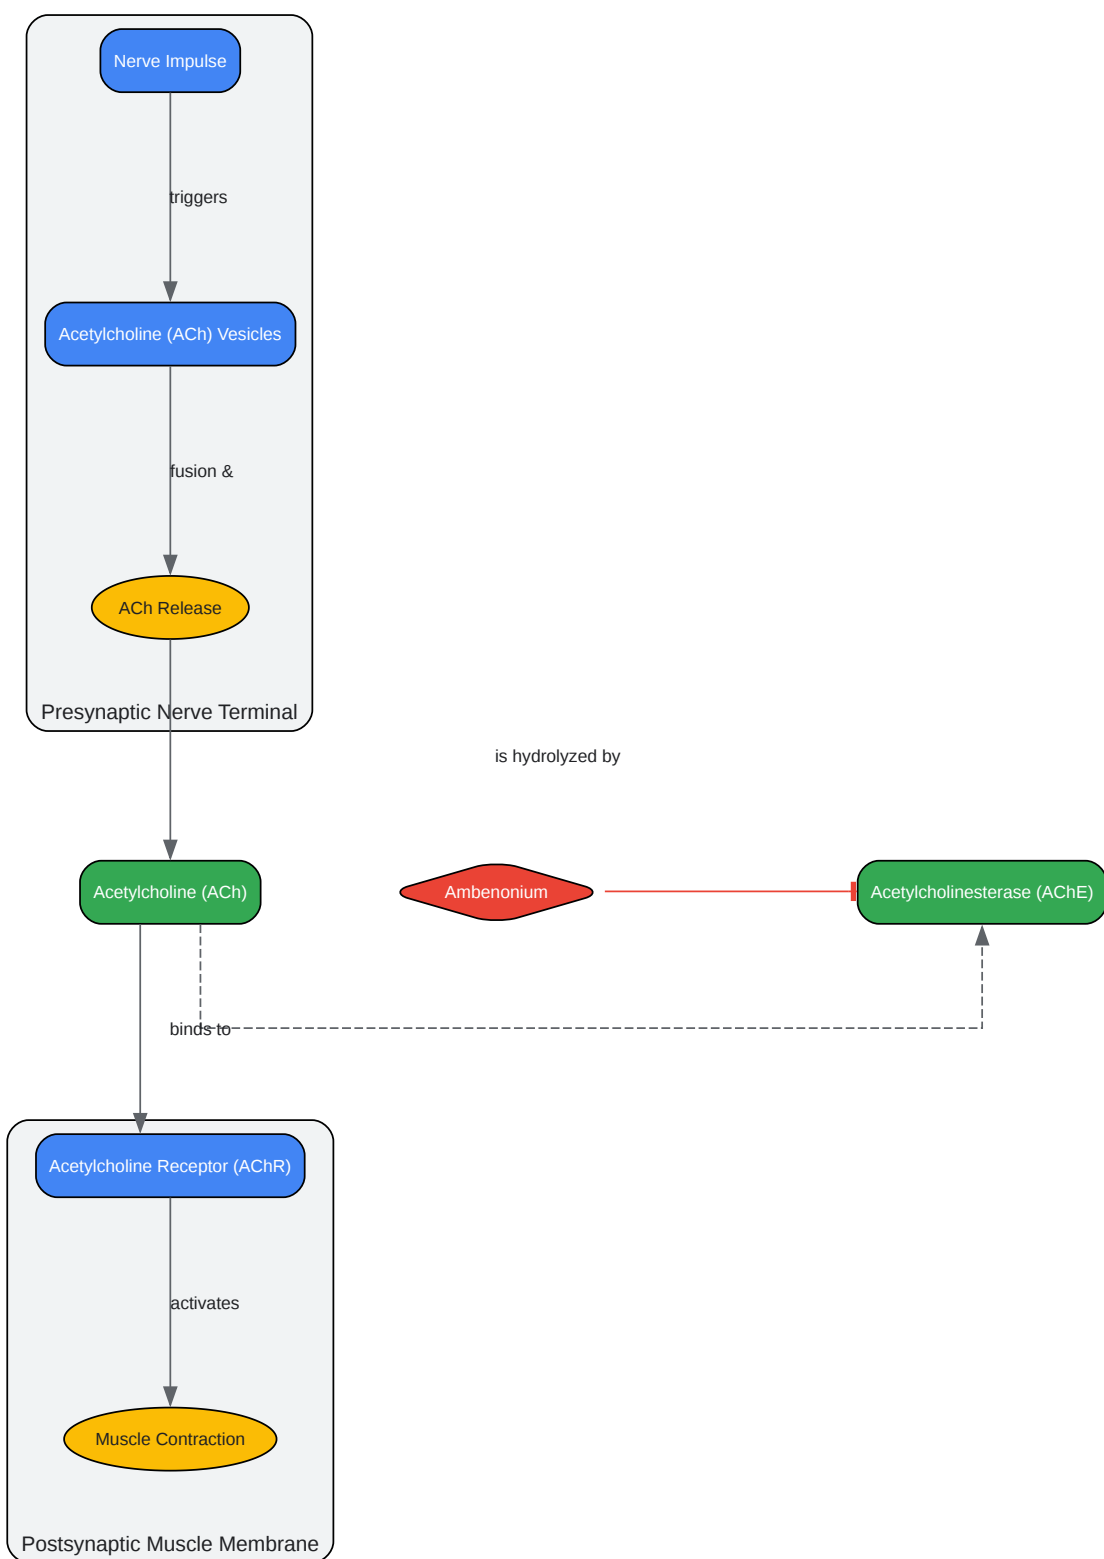 Nerve Impulse
triggers
Acetylcholine (ACh) Vesicles
fusion &
ACh Release
Presynaptic Nerve Terminal
is hydrolyzed by
Acetylcholine (ACh)
Ambenonium
Acetylcholinesterase (AChE)
binds to
Acetylcholine Receptor (AChR)
activates
Muscle Contraction
Postsynaptic Muscle Membrane